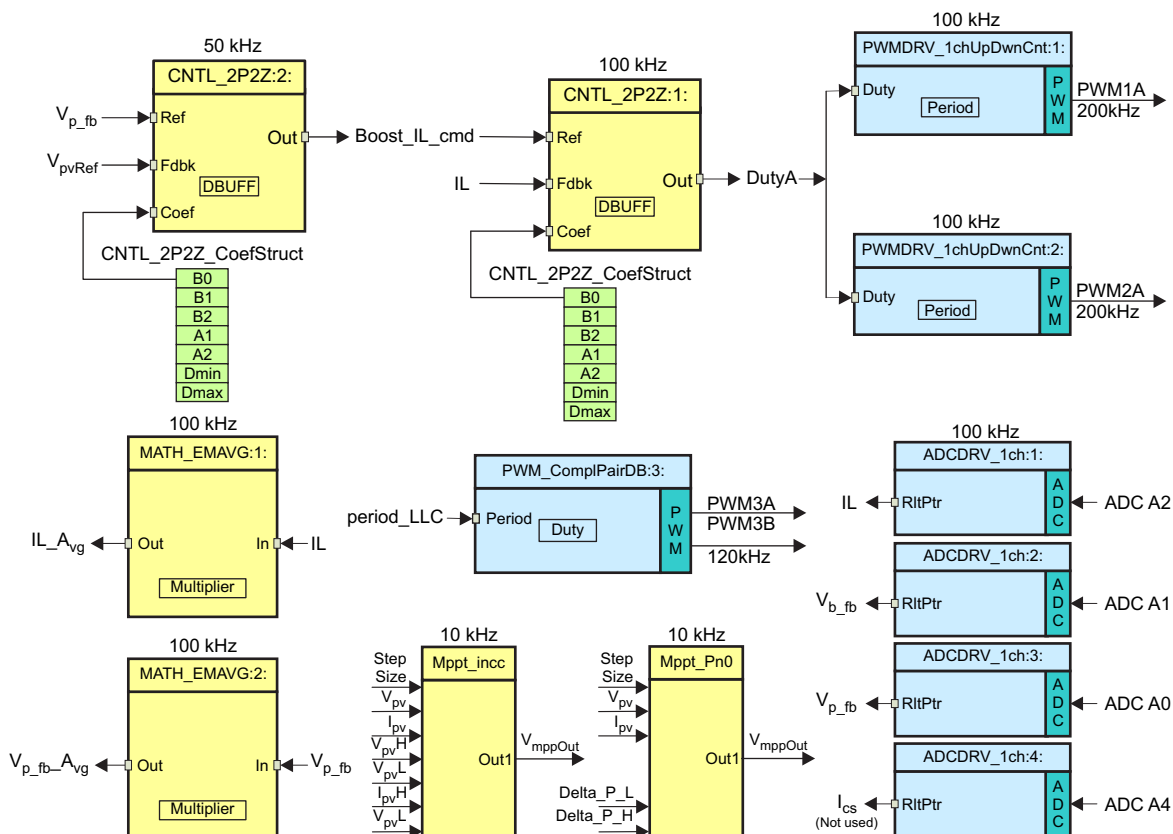 50 kHz
CNTL_2P2Z:2:
V_p_fb
Ref
V_pvRef
Fdbk
Out
DBUFF
Coef
CNTL_2P2Z_CoefStruct
B0
B1
B2
A1
A2
Dmin
Dmax
Boost_IL_cmd
100 kHz
CNTL_2P2Z:1:
Ref
IL
Fdbk
Out
DBUFF
Coef
CNTL_2P2Z_CoefStruct
B0
B1
B2
A1
A2
Dmin
Dmax
DutyA
100 kHz
PWMDRV_1chUpDwnCnt:1:
Duty
Period
PWM
PWM1A
200kHz
100 kHz
PWMDRV_1chUpDwnCnt:2:
Duty
Period
PWM
PWM2A
200kHz
100 kHz
MATH_EMAVG:1:
IL_Avg
Out
In
IL
Multiplier
PWM_ComplPairDB:3:
period_LLC
Period
Duty
PWM
PWM3A
PWM3B
120kHz
100 kHz
ADCDRV_1ch:1:
IL
RltPtr
ADC
ADC A2
ADCDRV_1ch:2:
Vb_fb
RltPtr
ADC
ADC A1
ADCDRV_1ch:3:
Vp_fb
RltPtr
ADC
ADC A0
ADCDRV_1ch:4:
Ics
(Not used)
RltPtr
ADC
ADC A4
100 kHz
MATH_EMAVG:2:
Vp_fb_Avg
Out
In
Vp_fb
Multiplier
10 kHz
Mppt_incc
Step
Size
Vpv
Ipv
VpvH
VpvL
IpvH
VpvL
Out1
VmppOut
10 kHz
Mppt_Pn0
Step
Size
Vpv
Ipv
Delta_P_L
Delta_P_H
Out1
VmppOut